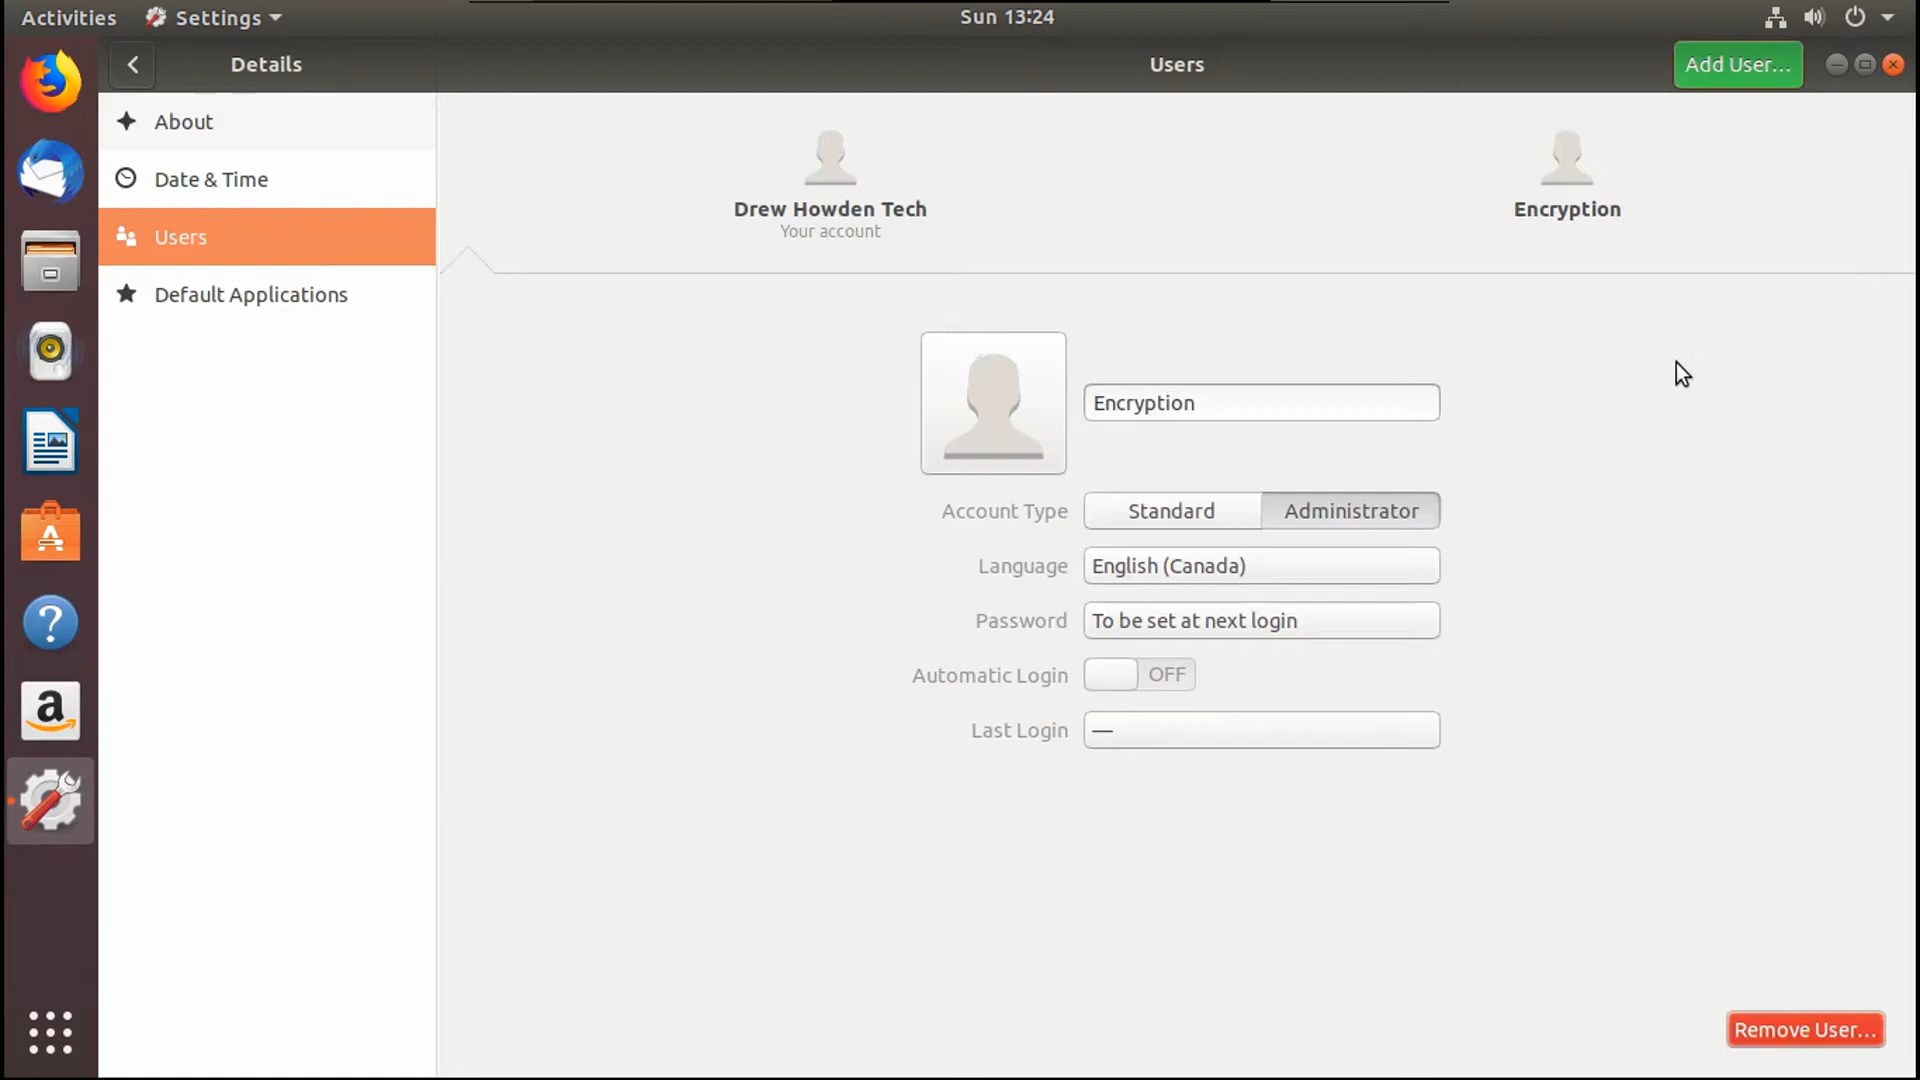 Activities
Settings
Sun 13:24
Details
Users
Add User...
About
Date & Time
Users
Default Applications
Drew Howden Tech
Your account
Encryption
Encryption
Account Type
Standard
Administrator
Language
English (Canada)
Password
To be set at next login
Automatic Login
OFF
Last Login
—
Remove User...